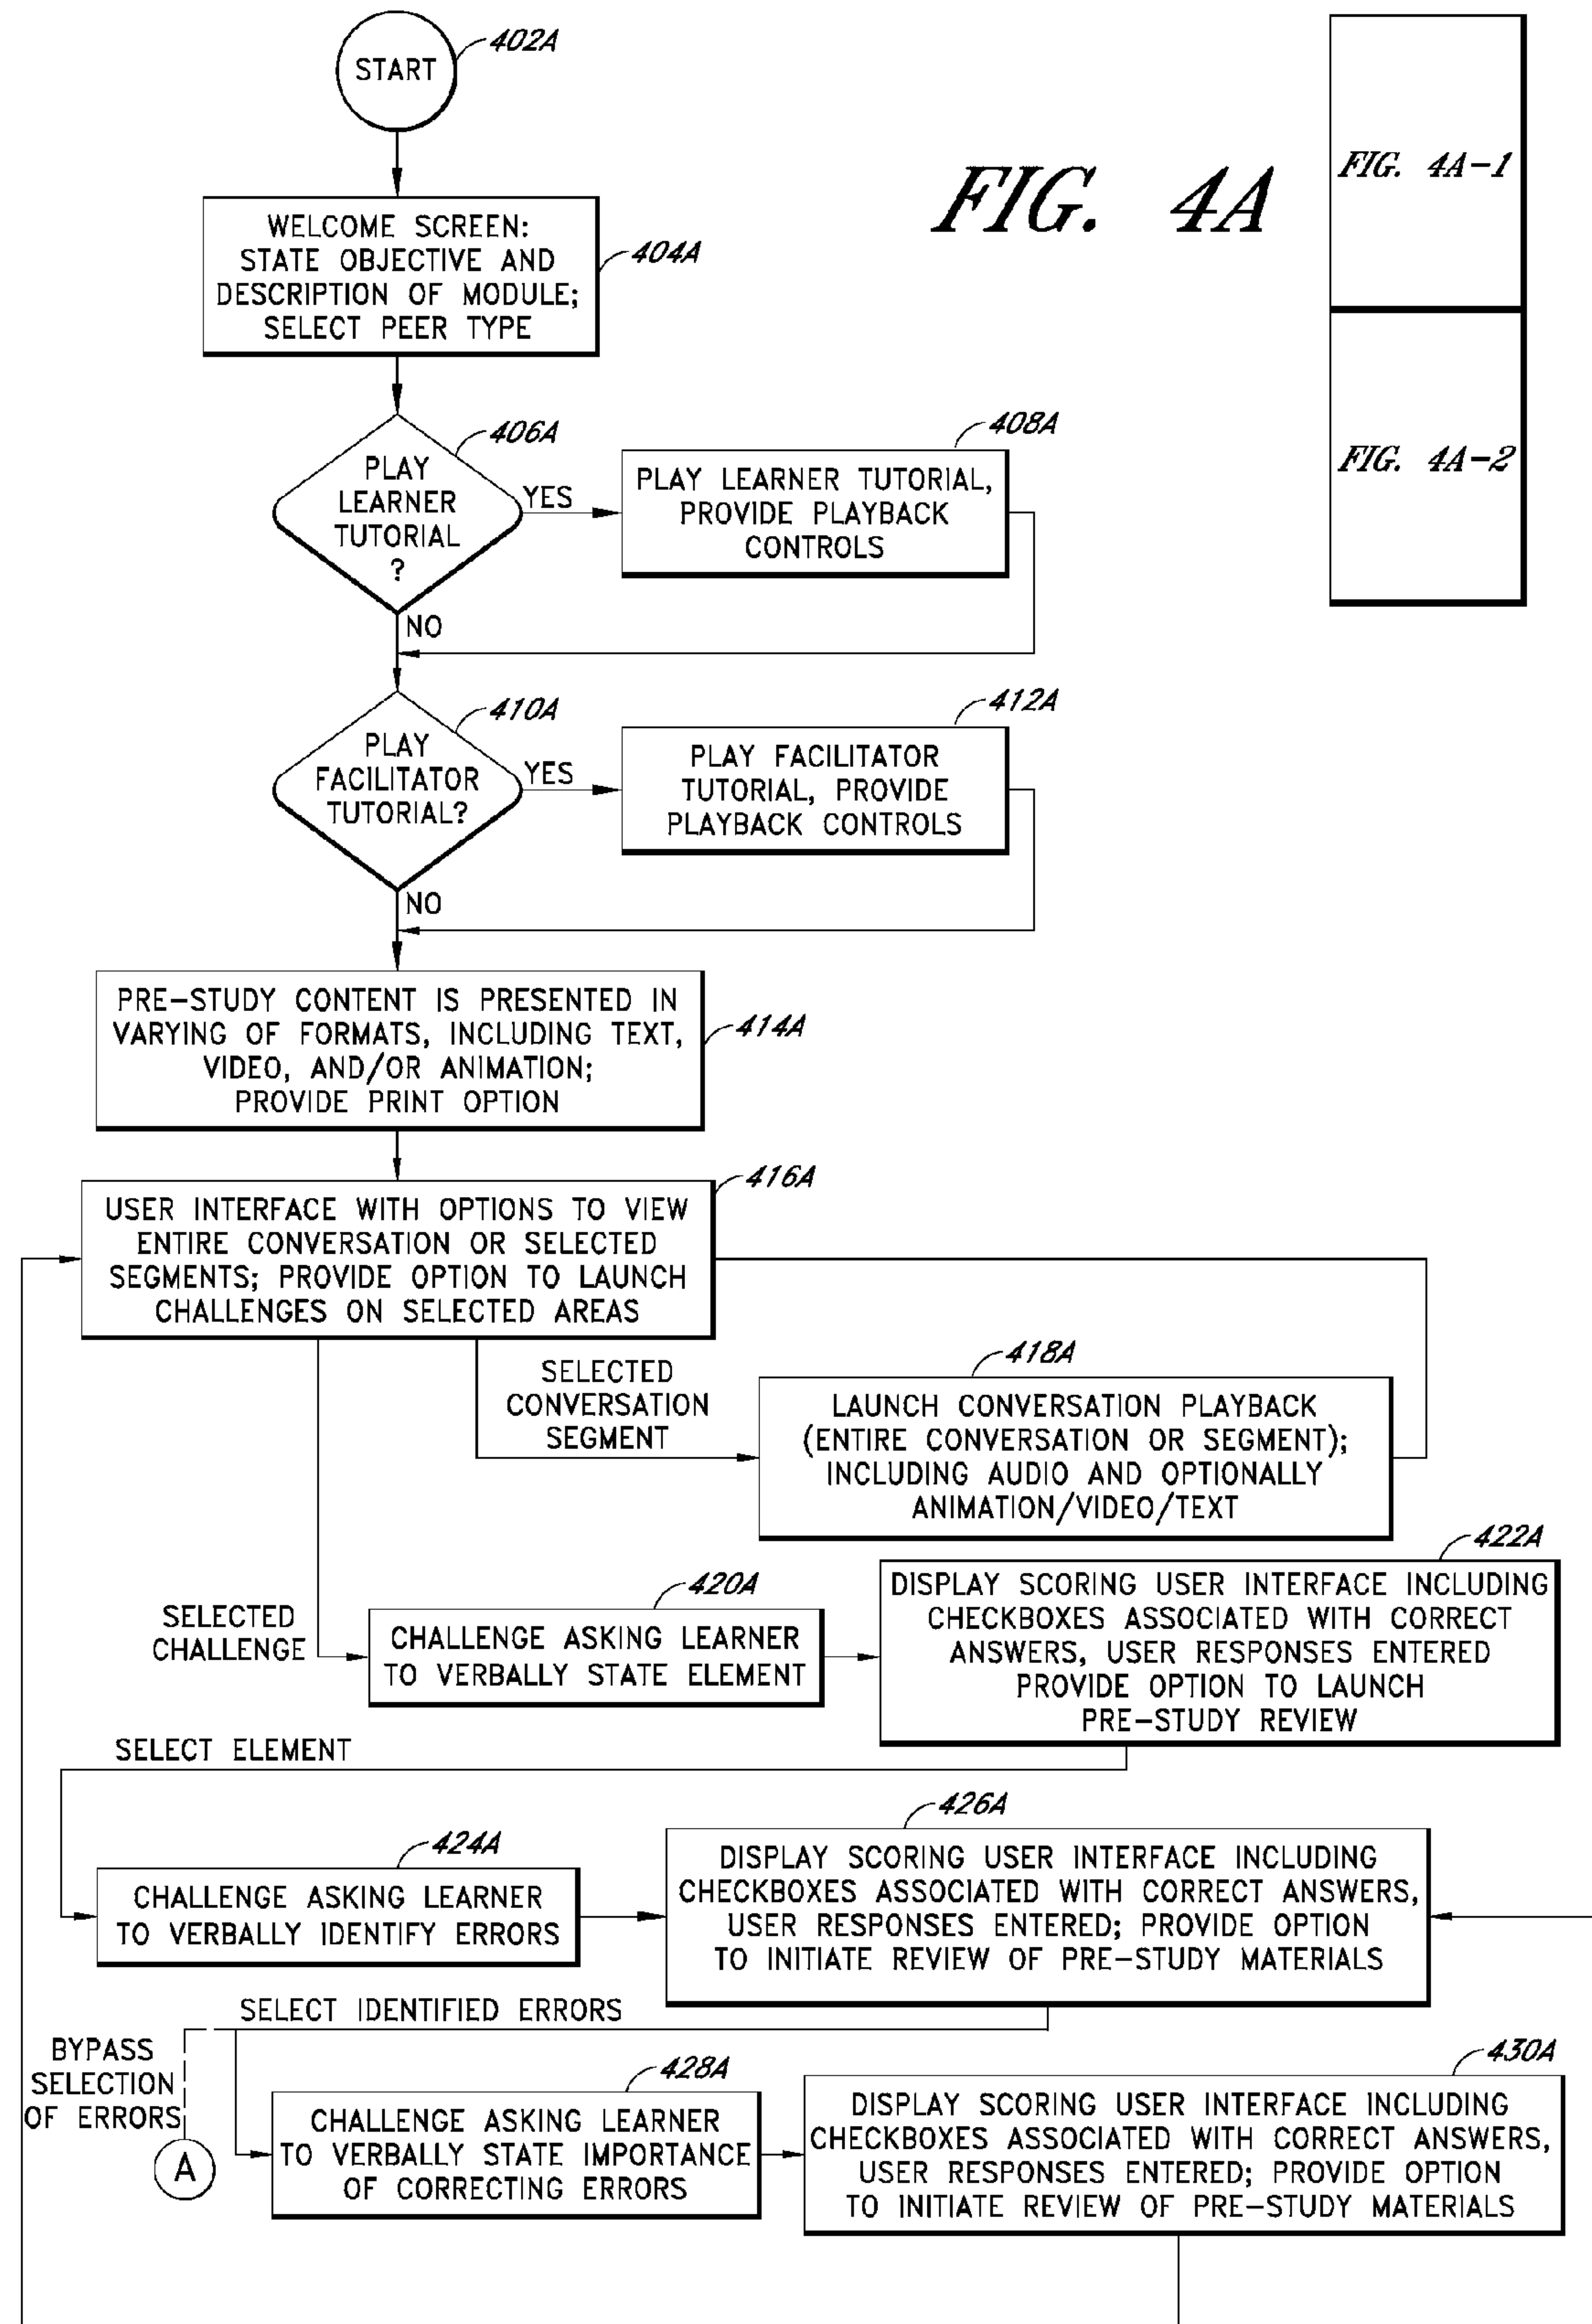 START
402A
FIG. 4A
FIG. 4A-1
FIG. 4A-2
WELCOME SCREEN:
STATE OBJECTIVE AND
DESCRIPTION OF MODULE;
SELECT PEER TYPE
404A
406A
PLAY
LEARNER
TUTORIAL
?
YES
NO
408A
PLAY LEARNER TUTORIAL,
PROVIDE PLAYBACK
CONTROLS
410A
PLAY
FACILITATOR
TUTORIAL?
YES
NO
412A
PLAY FACILITATOR
TUTORIAL, PROVIDE
PLAYBACK CONTROLS
PRE-STUDY CONTENT IS PRESENTED IN
VARYING OF FORMATS, INCLUDING TEXT,
VIDEO, AND/OR ANIMATION;
PROVIDE PRINT OPTION
414A
416A
USER INTERFACE WITH OPTIONS TO VIEW
ENTIRE CONVERSATION OR SELECTED
SEGMENTS; PROVIDE OPTION TO LAUNCH
CHALLENGES ON SELECTED AREAS
SELECTED
CONVERSATION
SEGMENT
418A
LAUNCH CONVERSATION PLAYBACK
(ENTIRE CONVERSATION OR SEGMENT);
INCLUDING AUDIO AND OPTIONALLY
ANIMATION/VIDEO/TEXT
SELECTED
CHALLENGE
420A
CHALLENGE ASKING LEARNER
TO VERBALLY STATE ELEMENT
422A
DISPLAY SCORING USER INTERFACE INCLUDING
CHECKBOXES ASSOCIATED WITH CORRECT
ANSWERS, USER RESPONSES ENTERED
PROVIDE OPTION TO LAUNCH
PRE-STUDY REVIEW
SELECT ELEMENT
424A
CHALLENGE ASKING LEARNER
TO VERBALLY IDENTIFY ERRORS
426A
DISPLAY SCORING USER INTERFACE INCLUDING
CHECKBOXES ASSOCIATED WITH CORRECT ANSWERS,
USER RESPONSES ENTERED; PROVIDE OPTION
TO INITIATE REVIEW OF PRE-STUDY MATERIALS
SELECT IDENTIFIED ERRORS
BYPASS
SELECTION
OF ERRORS
A
428A
CHALLENGE ASKING LEARNER
TO VERBALLY STATE IMPORTANCE
OF CORRECTING ERRORS
430A
DISPLAY SCORING USER INTERFACE INCLUDING
CHECKBOXES ASSOCIATED WITH CORRECT ANSWERS,
USER RESPONSES ENTERED; PROVIDE OPTION
TO INITIATE REVIEW OF PRE-STUDY MATERIALS